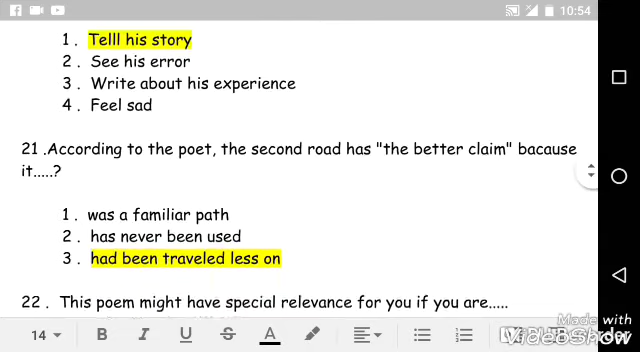 10:54
1 . Telll his story
2 . See his error
3 . Write about his experience
4 . Feel sad
21 .According to the poet, the second road has "the better claim" bacause
it.....?
1 . was a familiar path
2 . has never been used
3 . had been traveled less on
22 . This poem might have special relevance for you if you are.....
Made with
VideoShow
14 B I U S A